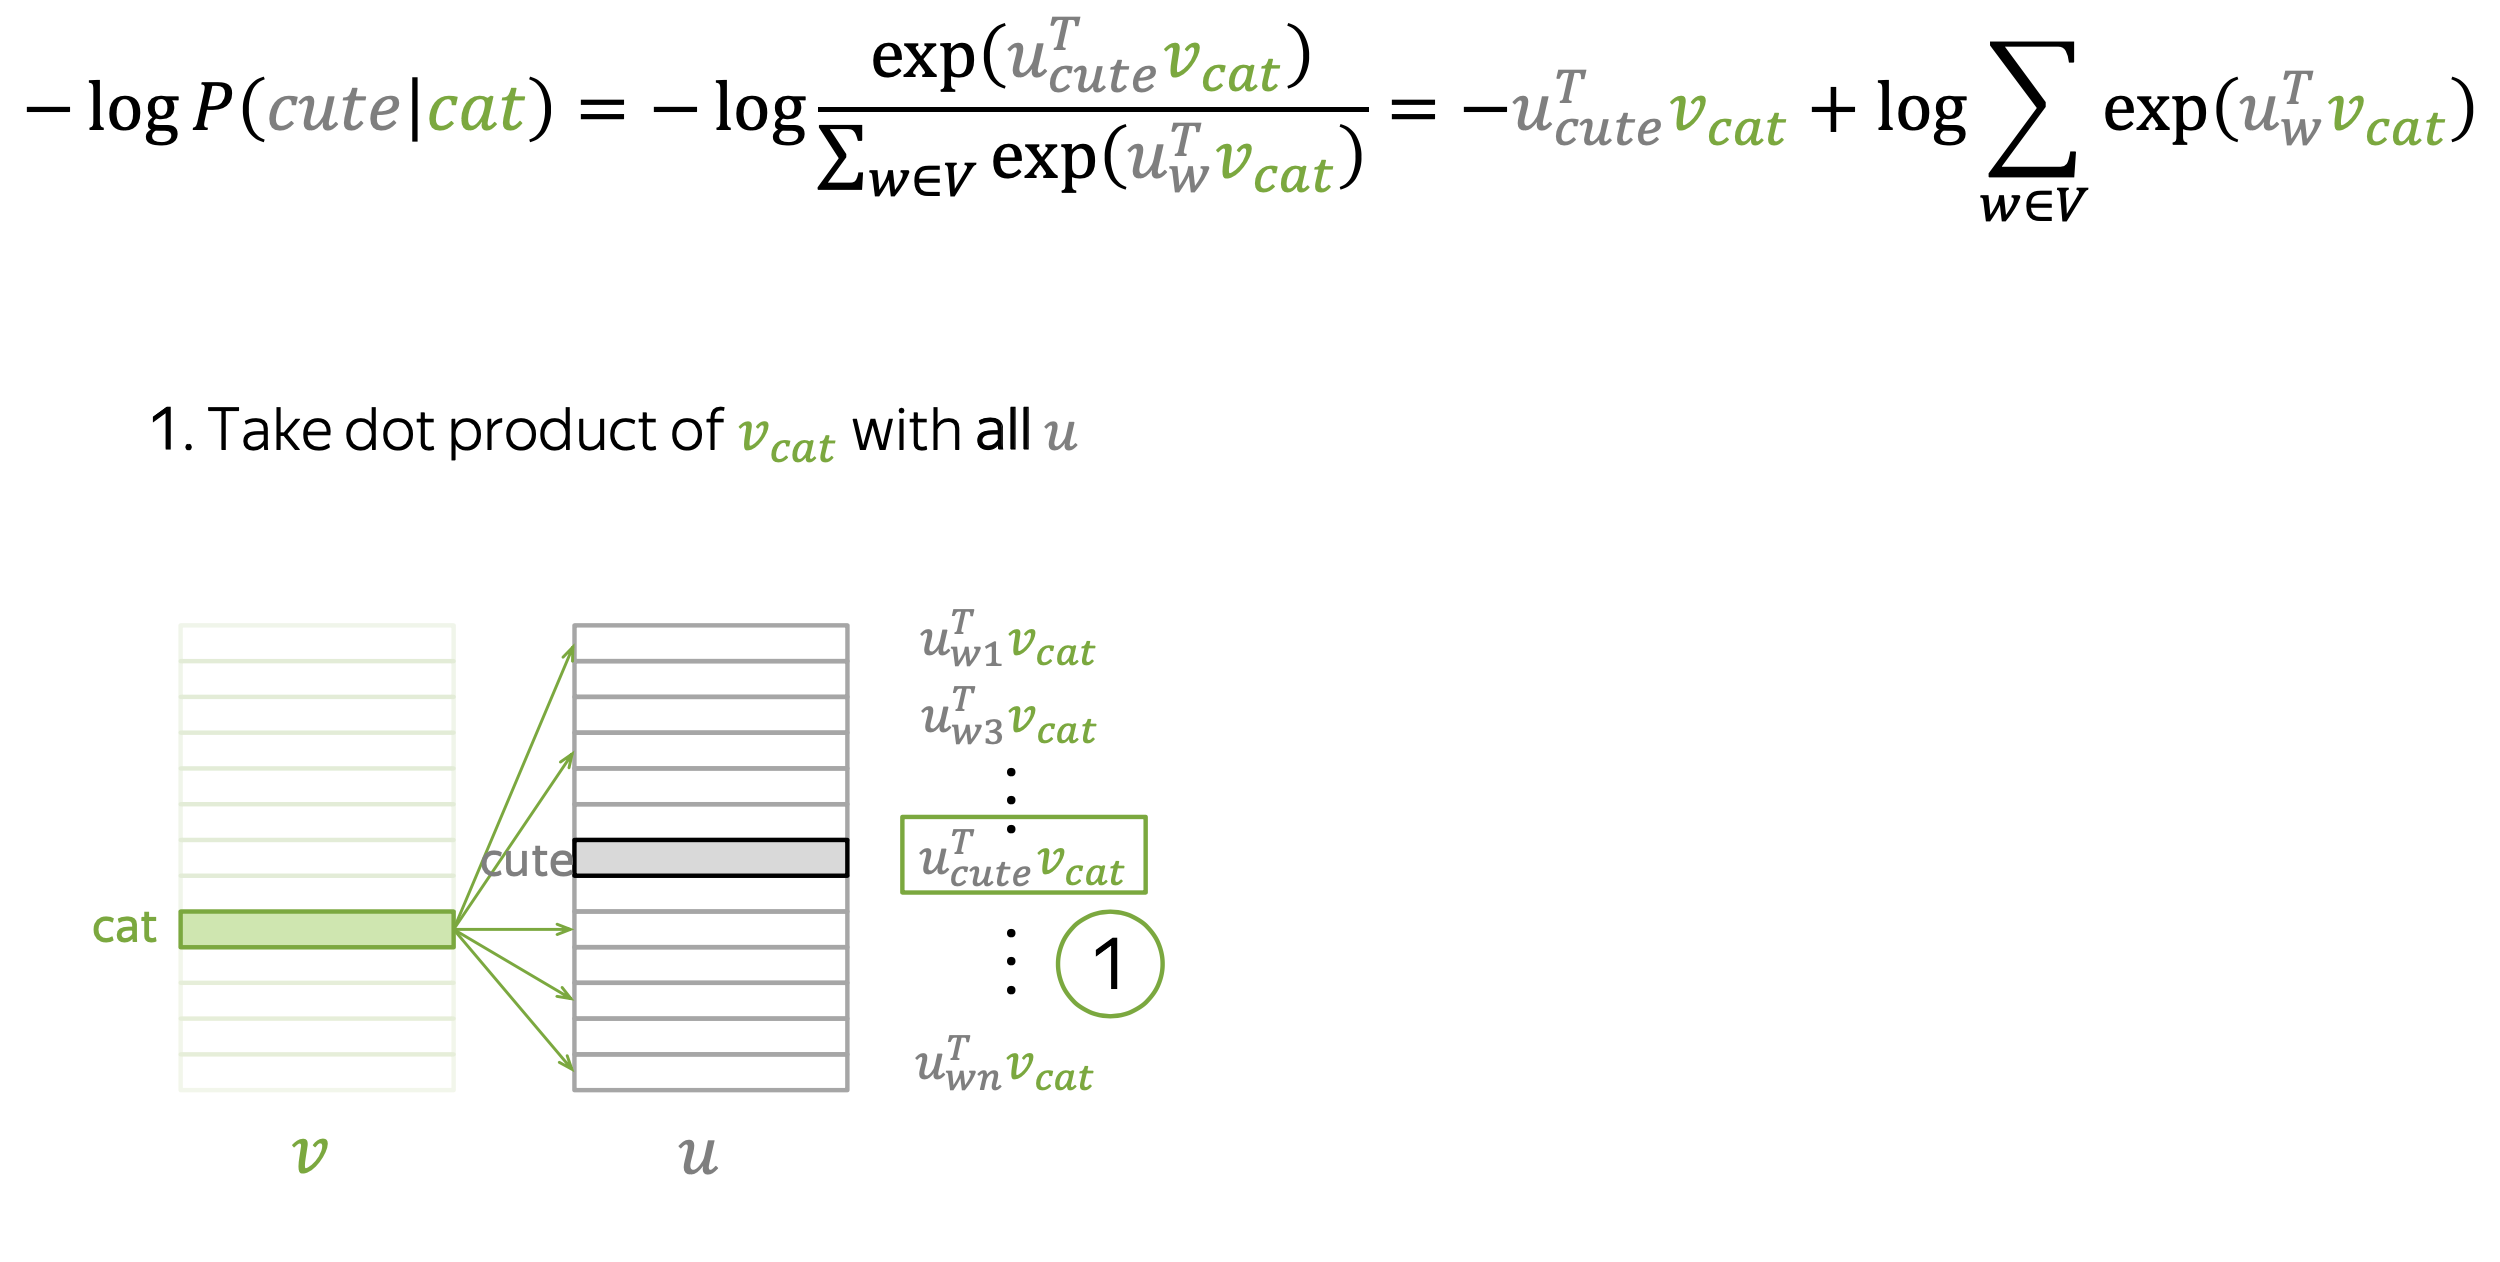 − log P(cute|cat) = − log exp(u^T_cute v_cat) / ∑_{w∈V} exp(u^T_w v_cat) = −u^T_cute v_cat + log ∑_{w∈V} exp(u^T_w v_cat)
1. Take dot product of v_cat with all u
u^T_w1 v_cat
u^T_w3 v_cat
⋮
cute
u^T_cute v_cat
cat
⋮
1
u^T_wn v_cat
v
u